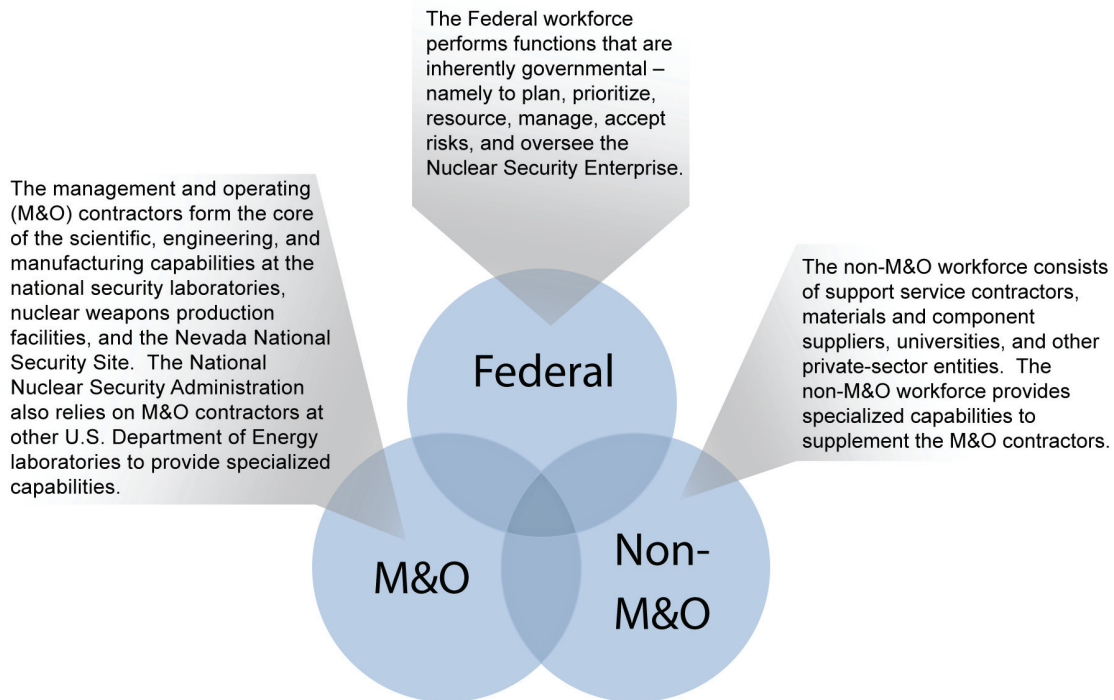 The Federal workforce
performs functions that are
inherently governmental –
namely to plan, prioritize,
resource, manage, accept
risks, and oversee the
Nuclear Security Enterprise.
The management and operating
(M&O) contractors form the core
of the scientific, engineering, and
manufacturing capabilities at the
national security laboratories,
nuclear weapons production
facilities, and the Nevada National
Security Site.  The National
Nuclear Security Administration
also relies on M&O contractors at
other U.S. Department of Energy
laboratories to provide specialized
capabilities.
The non-M&O workforce consists
of support service contractors,
materials and component
suppliers, universities, and other
private-sector entities.  The
non-M&O workforce provides
specialized capabilities to
supplement the M&O contractors.
Federal
M&O
Non-
M&O